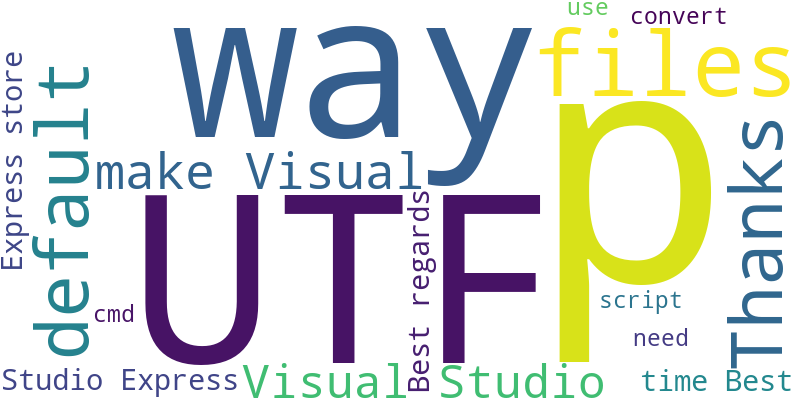 use
convert
way
files
p
Express store
default
make Visual
Thanks
UTF
Best regards
cmd
script
need
Studio Express
Visual Studio
time Best